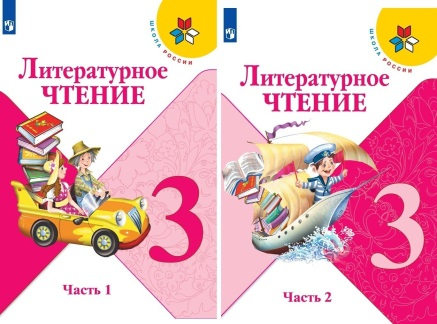 ШКОЛА РОССИИ
Литературное
ЧТЕНИЕ
3
Часть 1
ШКОЛА РОССИИ
Литературное
ЧТЕНИЕ
3
Часть 2